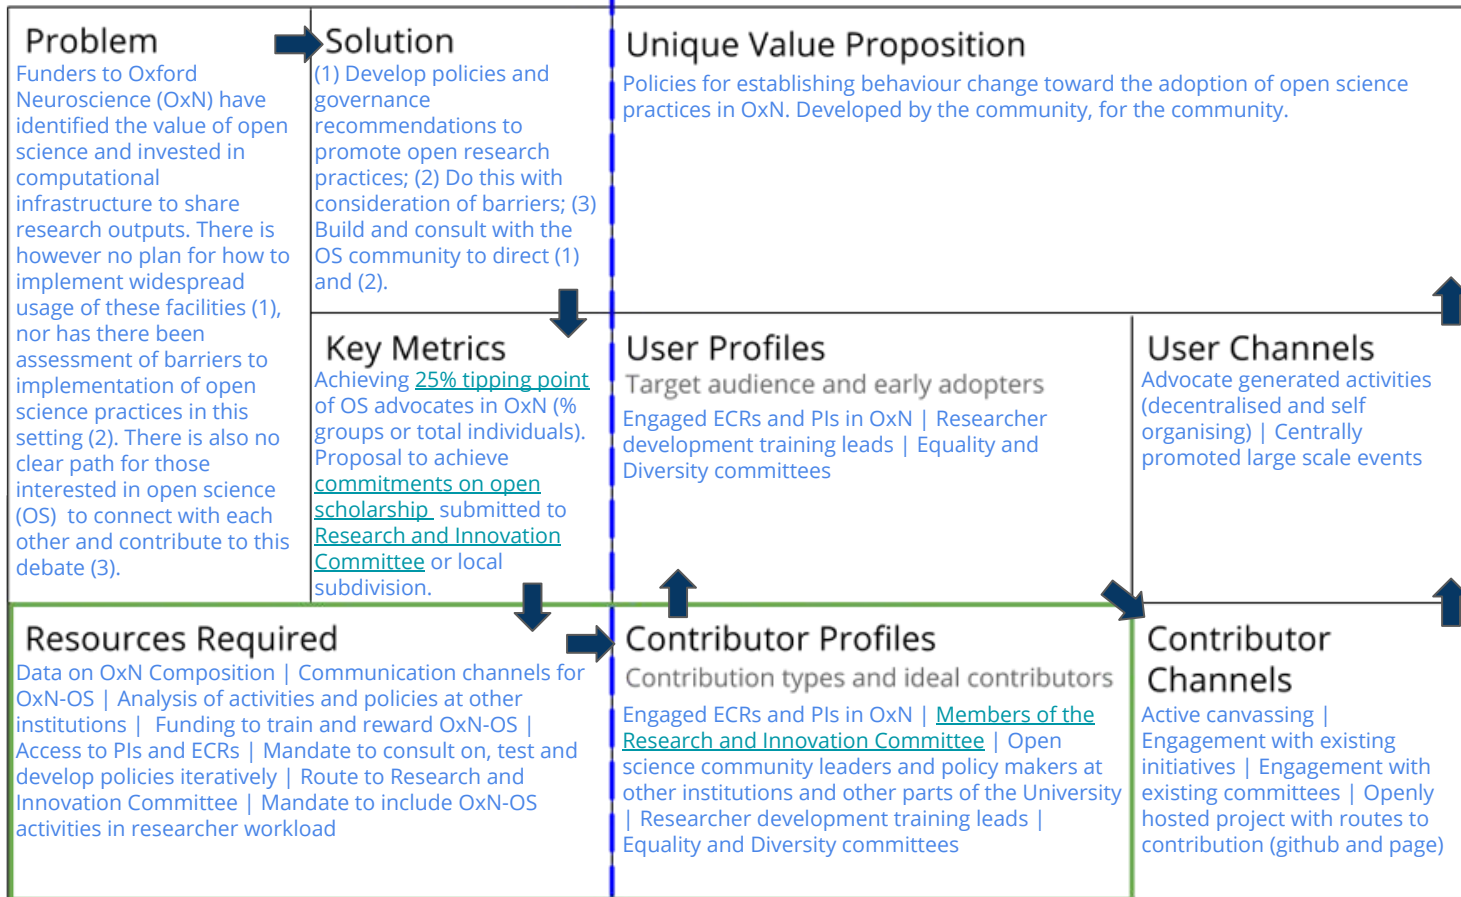 Problem
Funders to Oxford
Neuroscience (OxN) have
identified the value of open
science and invested in
computational
infrastructure to share
research outputs. There is
however no plan for how to
implement widespread
usage of these facilities (1),
nor has there been
assessment of barriers to
implementation of open
science practices in this
setting (2). There is also no
clear path for those
interested in open science
(OS) to connect with each
other and contribute to this
debate (3).
Solution
(1) Develop policies and
governance
recommendations to
promote open research
practices; (2) Do this with
consideration of barriers; (3)
Build and consult with the
OS community to direct (1)
and (2).
Key Metrics
Achieving 25% tipping point
of OS advocates in OxN (%
groups or total individuals).
Proposal to achieve
commitments on open
scholarship submitted to
Research and Innovation
Committee or local
subdivision.
Unique Value Proposition
Policies for establishing behaviour change toward the adoption of open science
practices in OxN. Developed by the community, for the community.
User Profiles
Target audience and early adopters
Engaged ECRs and PIs in OxN | Researcher
development training leads | Equality and
Diversity committees
User Channels
Advocate generated activities
(decentralised and self
organising) | Centrally
promoted large scale events
Resources Required
Data on OxN Composition | Communication channels for
OxN-OS | Analysis of activities and policies at other
institutions | Funding to train and reward OxN-OS |
Access to PIs and ECRs | Mandate to consult on, test and
develop policies iteratively | Route to Research and
Innovation Committee | Mandate to include OxN-OS
activities in researcher workload
Contributor Profiles
Contribution types and ideal contributors
Engaged ECRs and PIs in OxN | Members of the
Research and Innovation Committee | Open
science community leaders and policy makers at
other institutions and other parts of the University
| Researcher development training leads |
Equality and Diversity committees
Contributor
Channels
Active canvassing |
Engagement with existing
initiatives | Engagement with
existing committees | Openly
hosted project with routes to
contribution (github and page)